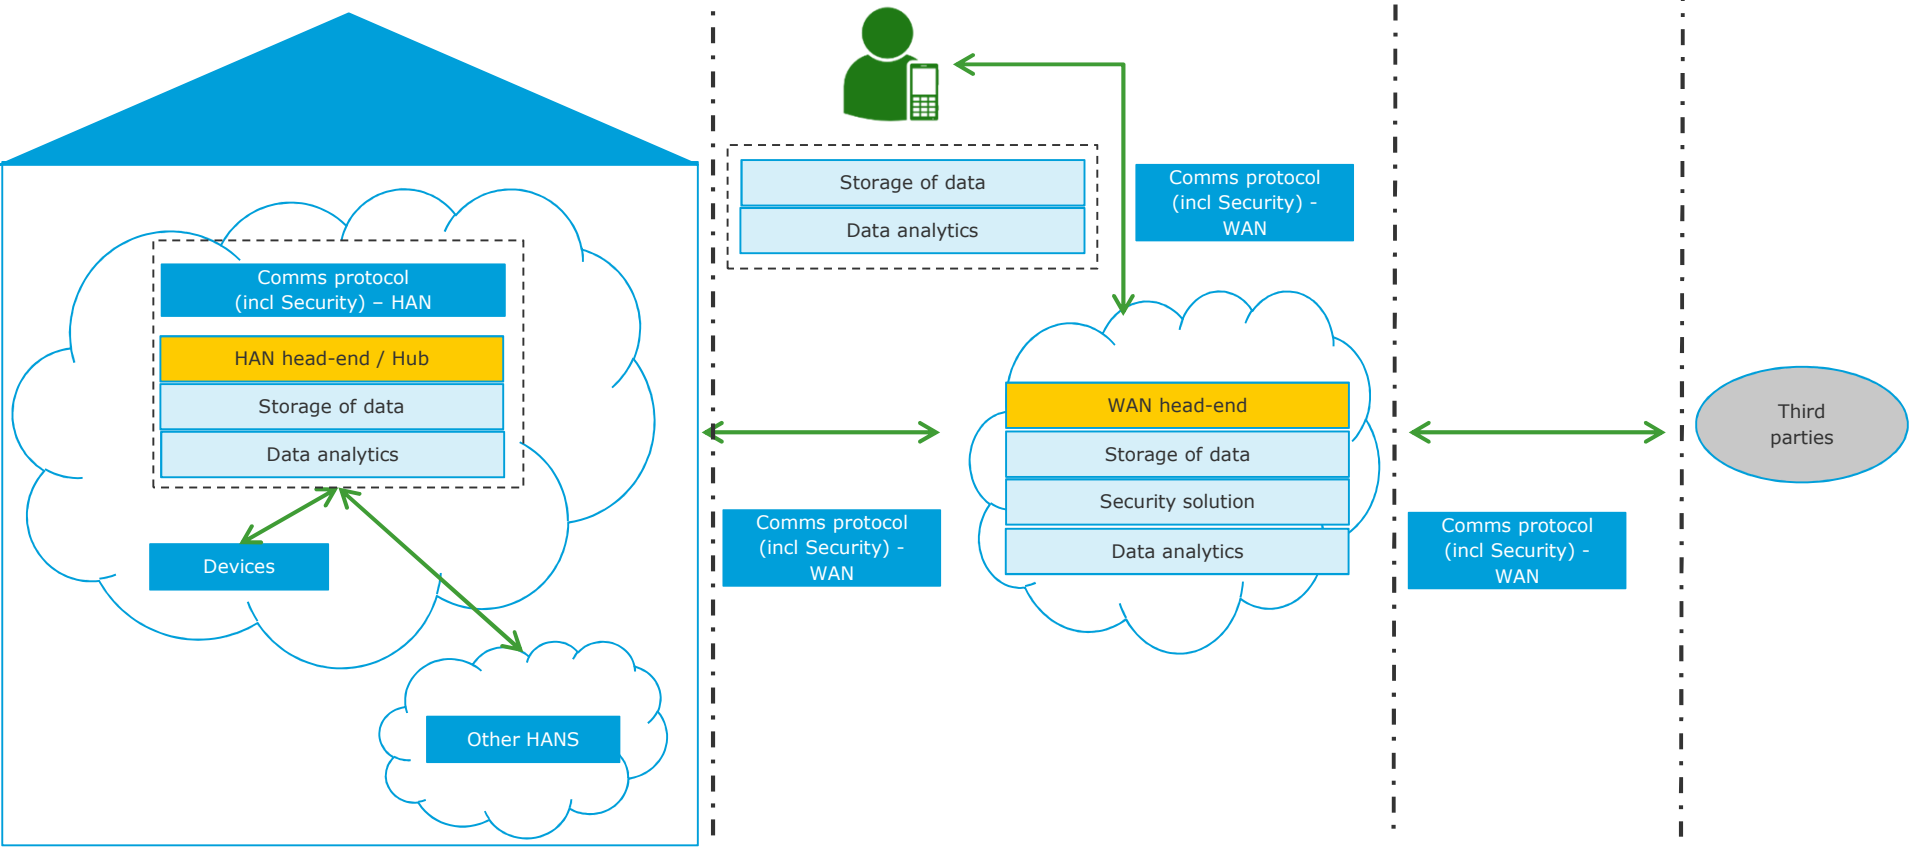 Comms protocol
(incl Security) – HAN
HAN head-end / Hub
Storage of data
Data analytics
Devices
Other HANS
Storage of data
Data analytics
Comms protocol
(incl Security) -
WAN
Comms protocol
(incl Security) -
WAN
WAN head-end
Storage of data
Security solution
Data analytics
Comms protocol
(incl Security) -
WAN
Third
parties